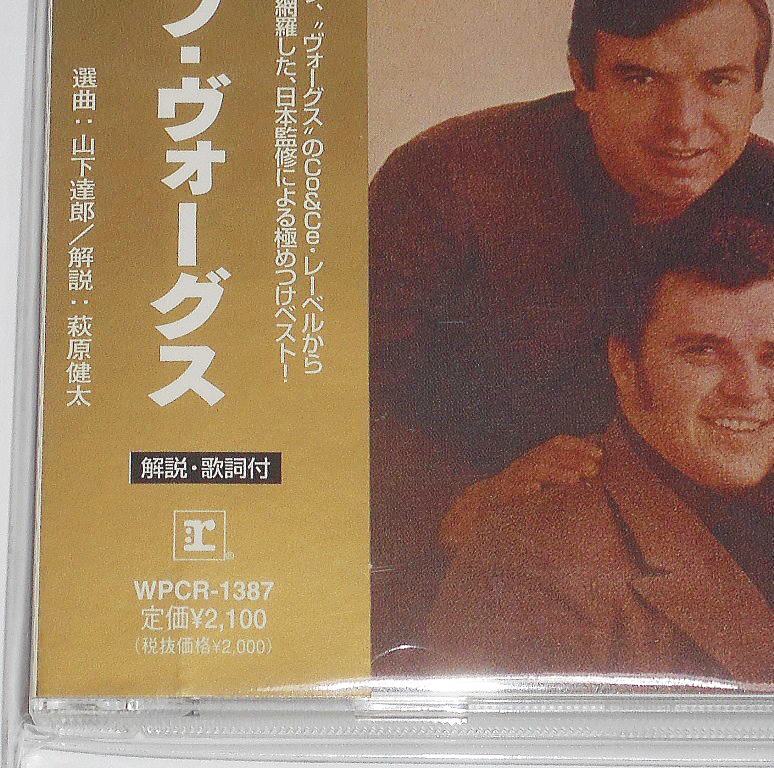 ス、"ヴォーグス"のCo&Ce・レーベルから
網羅した、日本監修による極めつけベスト!
・ヴォーグス
選曲:山下達郎/解説:萩原健太
解説・歌詞付
r®
WPCR-1387
定価¥2,100
(税抜価格¥2,000)